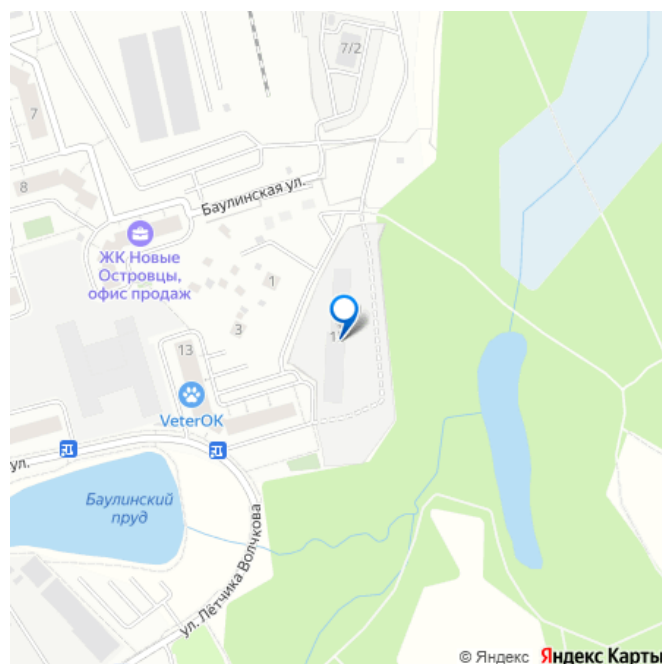 7/2
7
8
Баулинская ул.
ЖК Новые
Островцы,
офис продаж
1
3
13
VeterOK
ул.
Баулинский
пруд
ул. Лётчика Волчкова
© Яндекс Яндекс Карты